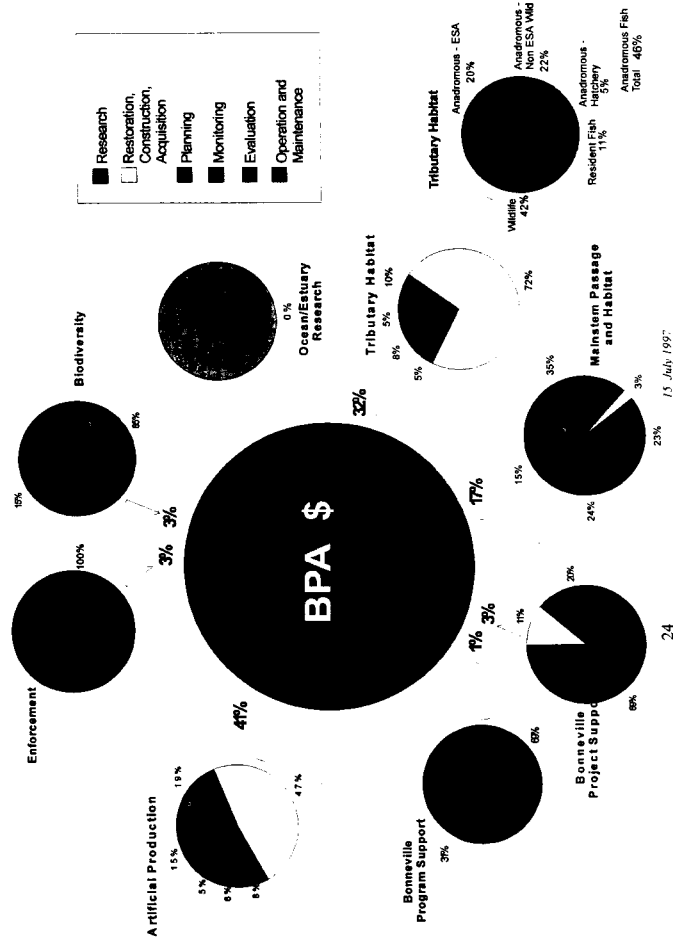 Enforcement
100%
Biodiversity
15%
85%
Research
Restoration,
Construction,
Acquisition
Planning
Monitoring
Evaluation
Operation and
Maintenance
Artificial Production
19%
15%
5%
6%
8%
47%
BPA $
41%
3%
3%
32%
17%
3%
1%
0%
Ocean/Estuary
Research
Tributary Habitat
10%
5%
8%
5%
72%
Tributary Habitat
Anadromous - ESA
20%
Anadromous -
Non ESA Wild
22%
Anadromous -
Hatchery
5%
Anadromous Fish
Total 46%
Resident Fish
11%
Wildlife
42%
Bonneville
Program Support
31%
69%
Bonneville
Project Suppo
11%
20%
69%
Mainstem Passage
and Habitat
35%
3%
23%
24%
15%
24
15 July 1997